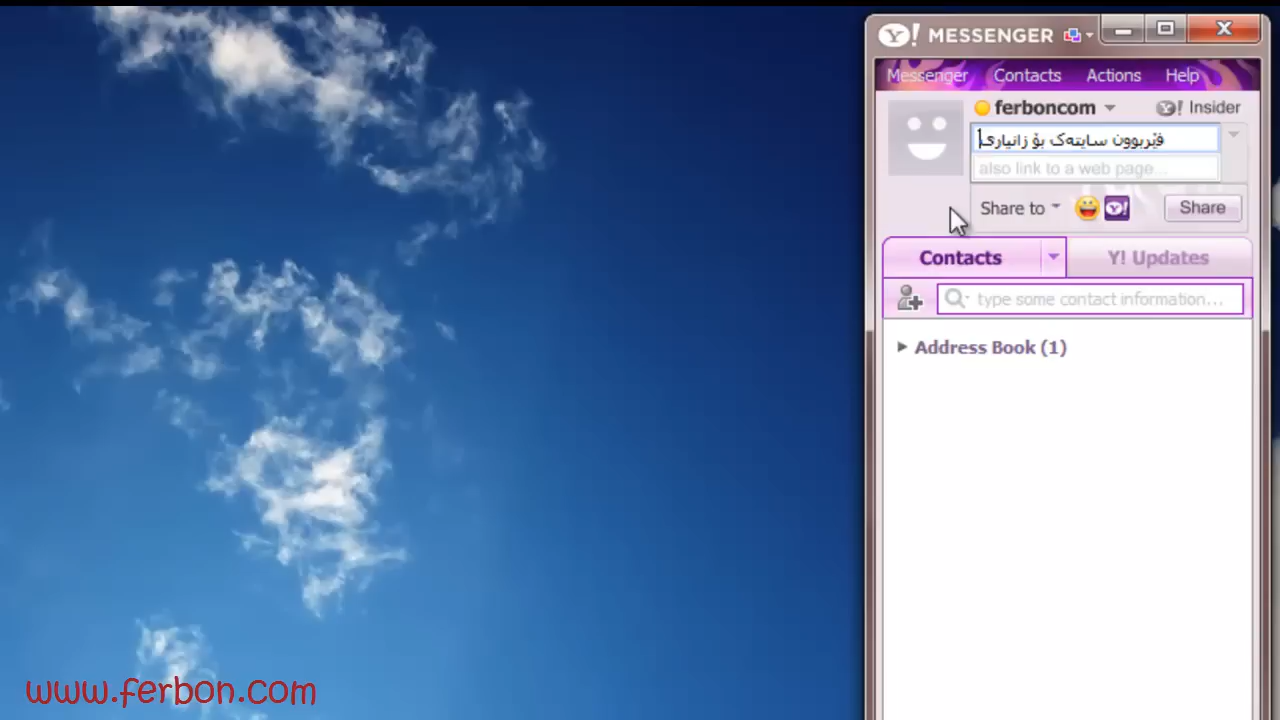 Y! MESSENGER
Messenger Contacts Actions Help
ferboncom
Y! Insider
فێربوون سایتەک بۆ زانیاری
also link to a web page...
Share to
Y!
Share
Contacts
Y! Updates
type some contact information...
Address Book (1)
www.ferbon.com